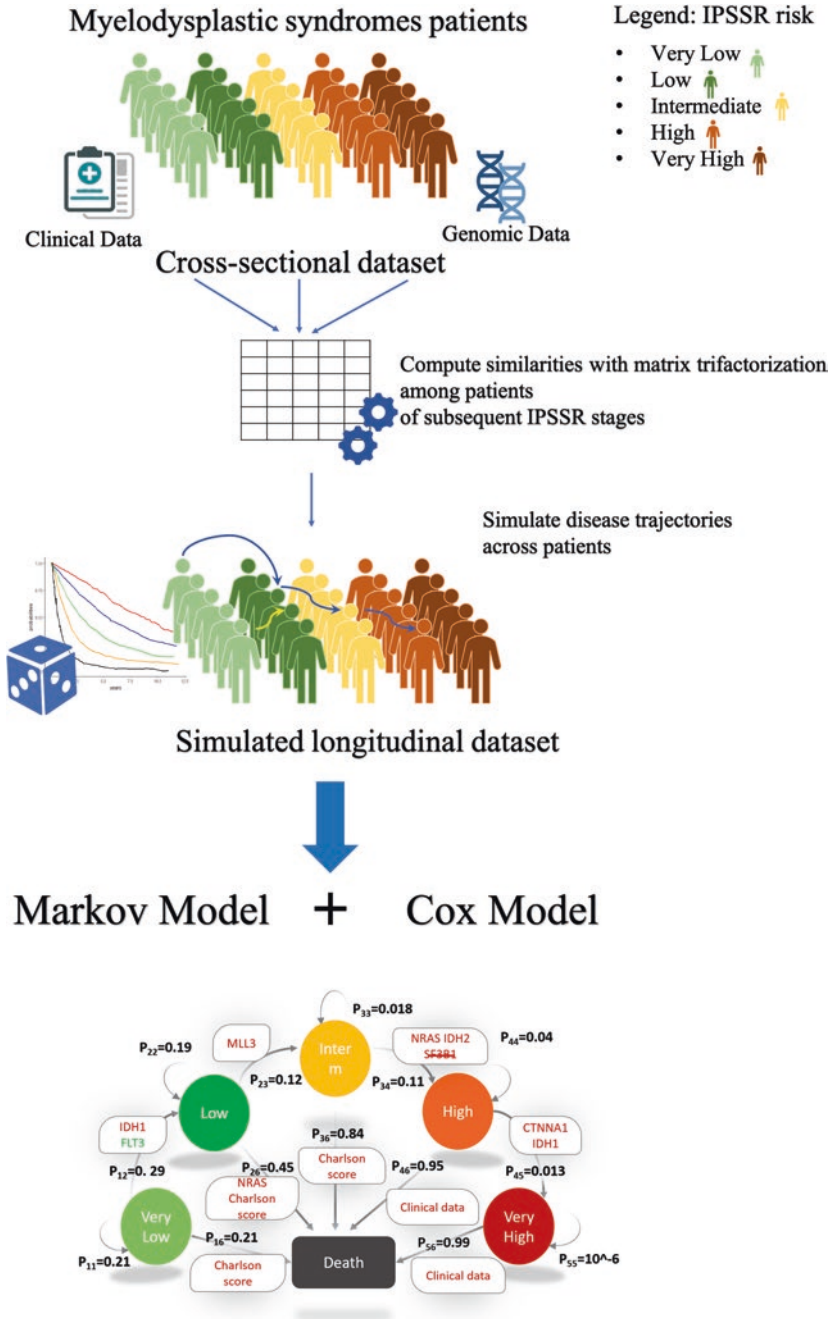 Myelodysplastic syndromes patients
Legend: IPSSR risk
• Very Low
• Low
• Intermediate
• High
• Very High
Clinical Data
Genomic Data
Cross-sectional dataset
Compute similarities with matrix trifactorization
among patients
of subsequent IPSSR stages
Simulate disease trajectories
across patients
Simulated longitudinal dataset
Markov Model + Cox Model
P33=0.018
P22=0.19
MLL3
Inter
m
NRAS IDH2
SF3B1
P44=0.04
P23=0.12
P34=0.11
Low
High
IDH1
FLT3
CTNNA1
IDH1
P36=0.84
P12=0. 29
P26=0.45
Charlson
score
P46=0.95
P45=0.013
NRAS
Charlson
score
Clinical data
Very
Low
Very
High
P16=0.21
Death
P56=0.99
P11=0.21
Charlson
score
Clinical data
P55=10^-6